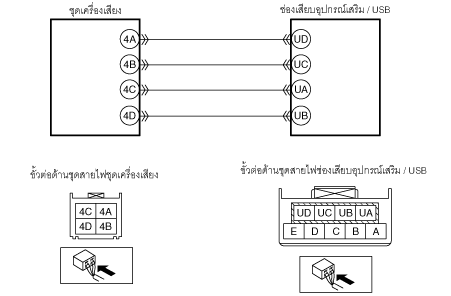 ชุดเครื่องเสียง ช่องเสียบอุปกรณ์เสริม / USB
4A UD
4B UC
4C UA
4D UB
ขั้วต่อด้านชุดสายไฟชุดเครื่องเสียง ขั้วต่อด้านชุดสายไฟช่องเสียบอุปกรณ์เสริม / USB
4C 4A
4D 4B
UD UC UB UA
E D C B A